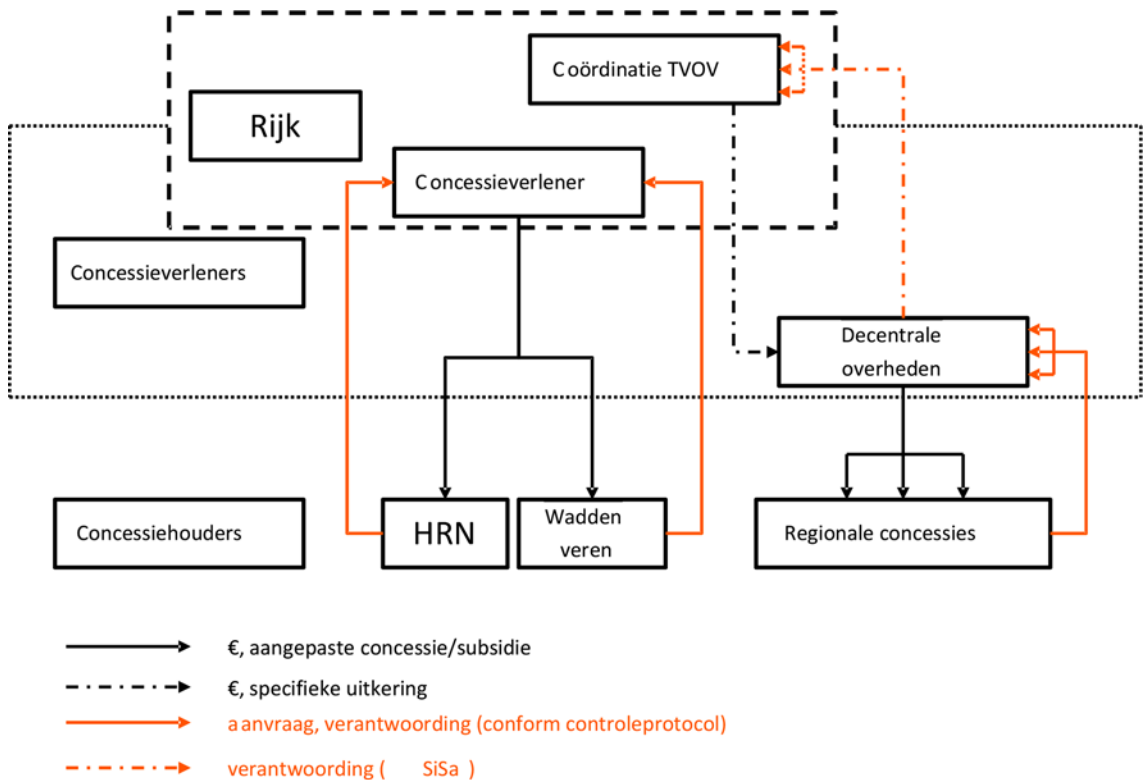 Coördinatie TVOV
Rijk
Concessieverlener
Concessieverleners
Decentrale
overheden
Concessiehouders
HRN
Wadden
veren
Regionale concessies
€, aangepaste concessie/subsidie
€, specifieke uitkering
aanvraag, verantwoording (conform controleprotocol)
verantwoording ( SiSa )